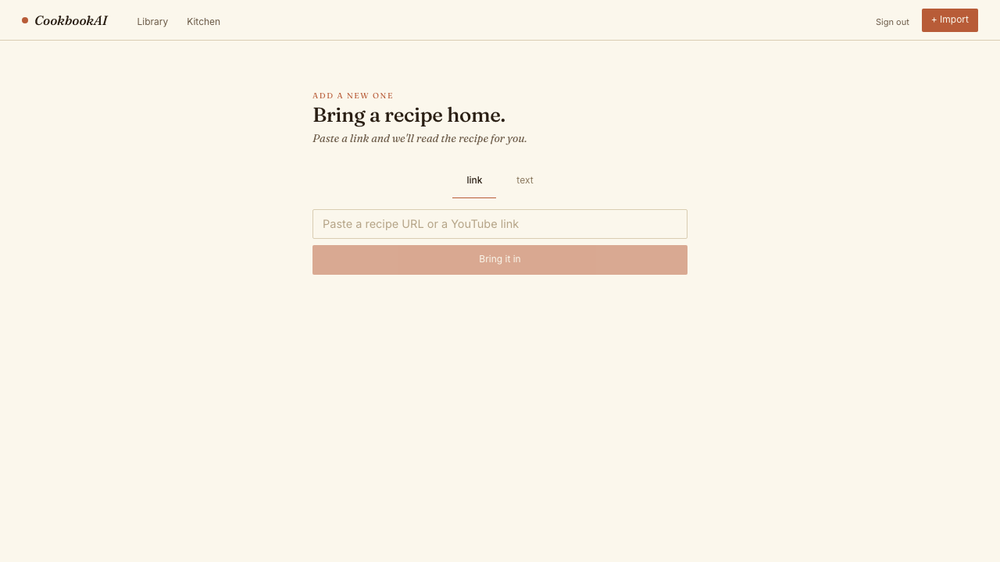 CookbookAI Library Kitchen Sign out + Import
ADD A NEW ONE
Bring a recipe home.
Paste a link and we'll read the recipe for you.
link text
Paste a recipe URL or a YouTube link
Bring it in